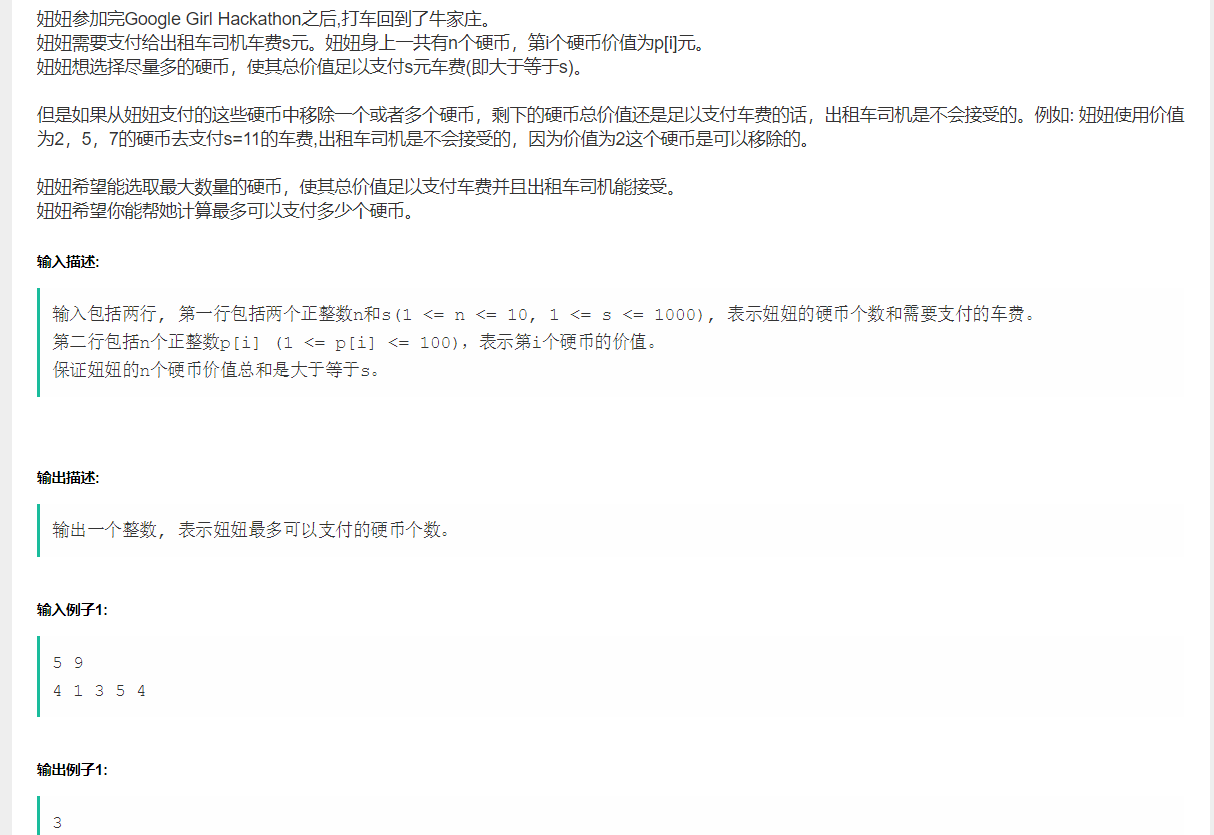 妞妞参加完Google Girl Hackathon之后,打车回到了牛家庄。
妞妞需要支付给出租车司机车费s元。妞妞身上一共有n个硬币，第i个硬币价值为p[i]元。
妞妞想选择尽量多的硬币，使其总价值足以支付s元车费(即大于等于s)。
但是如果从妞妞支付的这些硬币中移除一个或者多个硬币，剩下的硬币总价值还是足以支付车费的话，出租车司机是不会接受的。例如: 妞妞使用价值
为2，5，7的硬币去支付s=11的车费,出租车司机是不会接受的，因为价值为2这个硬币是可以移除的。
妞妞希望能选取最大数量的硬币，使其总价值足以支付车费并且出租车司机能接受。
妞妞希望你能帮她计算最多可以支付多少个硬币。
输入描述:
输入包括两行, 第一行包括两个正整数n和s(1 <= n <= 10, 1 <= s <= 1000), 表示妞妞的硬币个数和需要支付的车费。
第二行包括n个正整数p[i] (1 <= p[i] <= 100)，表示第i个硬币的价值。
保证妞妞的n个硬币价值总和是大于等于s。
输出描述:
输出一个整数, 表示妞妞最多可以支付的硬币个数。
输入例子1:
5 9
4 1 3 5 4
输出例子1:
3